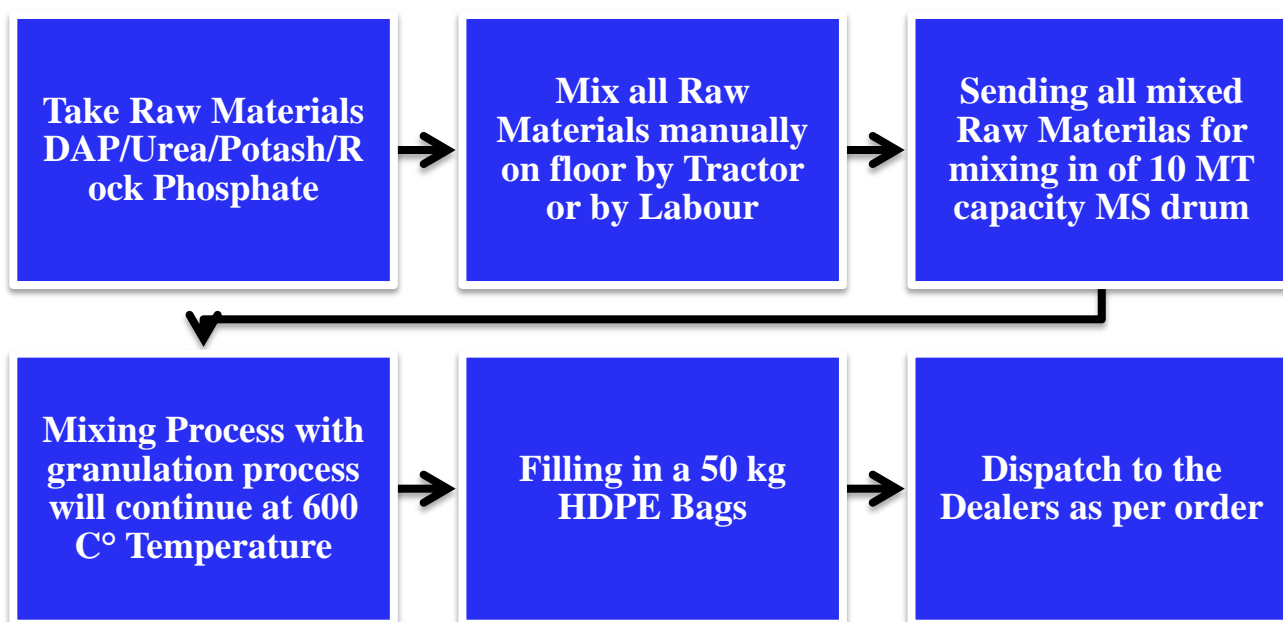 Take Raw Materials
DAP/Urea/Potash/R
ock Phosphate
Mix all Raw
Materials manually
on floor by Tractor
or by Labour
Sending all mixed
Raw Materilas for
mixing in of 10 MT
capacity MS drum
Mixing Process with
granulation process
will continue at 600
C° Temperature
Filling in a 50 kg
HDPE Bags
Dispatch to the
Dealers as per order